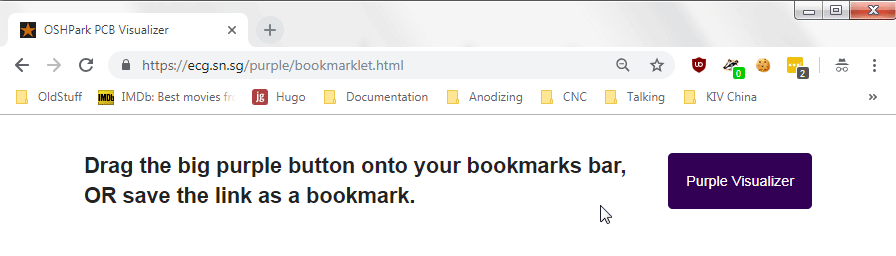 OSHPark PCB Visualizer
https://ecg.sn.sg/purple/bookmarklet.html
0
2
OldStuff IMDb IMDb: Best movies fr jg Hugo Documentation Anodizing CNC Talking KIV China »
Drag the big purple button onto your bookmarks bar,
OR save the link as a bookmark.
Purple Visualizer